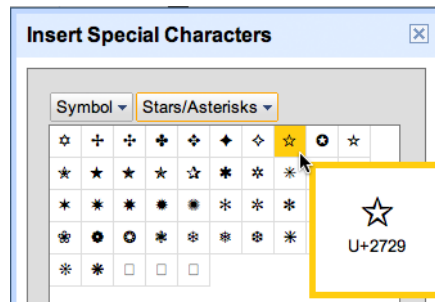 Insert Special Characters
Symbol Stars/Asterisks
✡ ✢ ✣ ✤ ✥ ✦ ✧ ✩ ✪ ✫
✬ ✭ ✮ ✯ ✰ ✱ ✲ ✳
✶ ✷ ✸ ✹ ✺ ✻ ✼ ✽
☆
U+2729